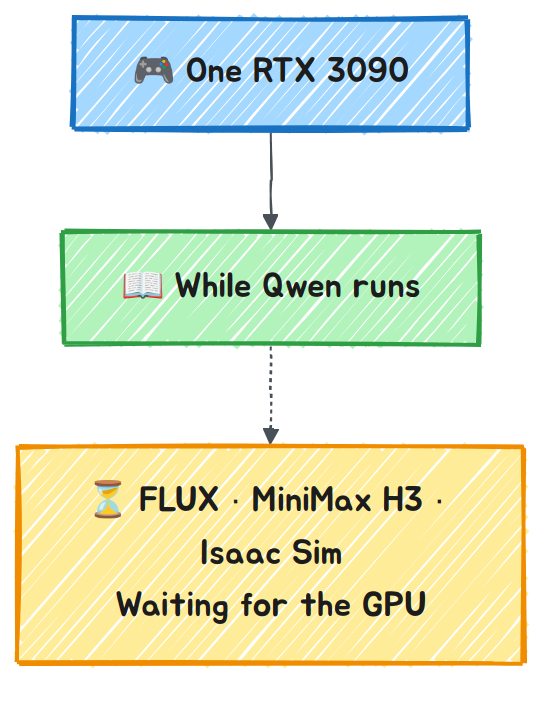 🎮 One RTX 3090
📖 While Qwen runs
⏳ FLUX · MiniMax H3 ·
Isaac Sim
Waiting for the GPU